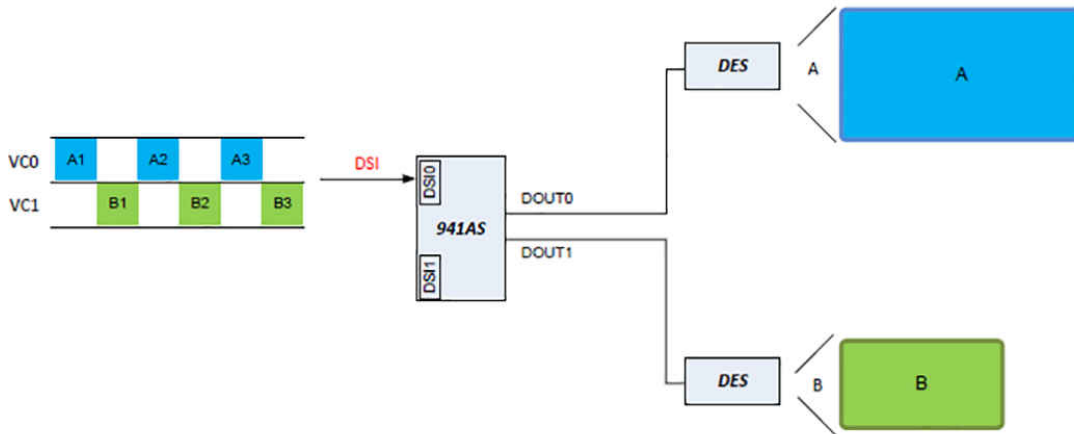 VC0 A1 A2 A3
VC1 B1 B2 B3
DSI
DSI0
941AS
DSI1
DOUT0
DOUT1
DES
A
A
DES
B
B